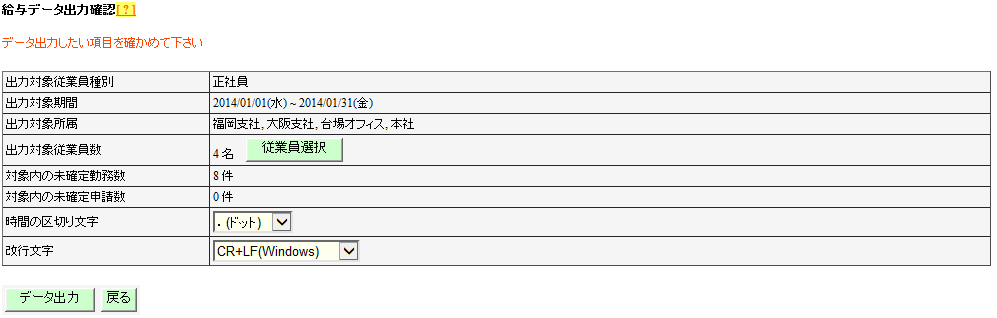 給与データ出力確認[?]
データ出力したい項目を確かめて下さい
出力対象従業員種別 正社員
出力対象期間 2014/01/01(水)~2014/01/31(金)
出力対象所属 福岡支社, 大阪支社, 台場オフィス, 本社
出力対象従業員数 4 名 従業員選択
対象内の未確定勤務数 8 件
対象内の未確定申請数 0 件
時間の区切り文字 . (ドット)
改行文字 CR+LF(Windows)
データ出力 戻る